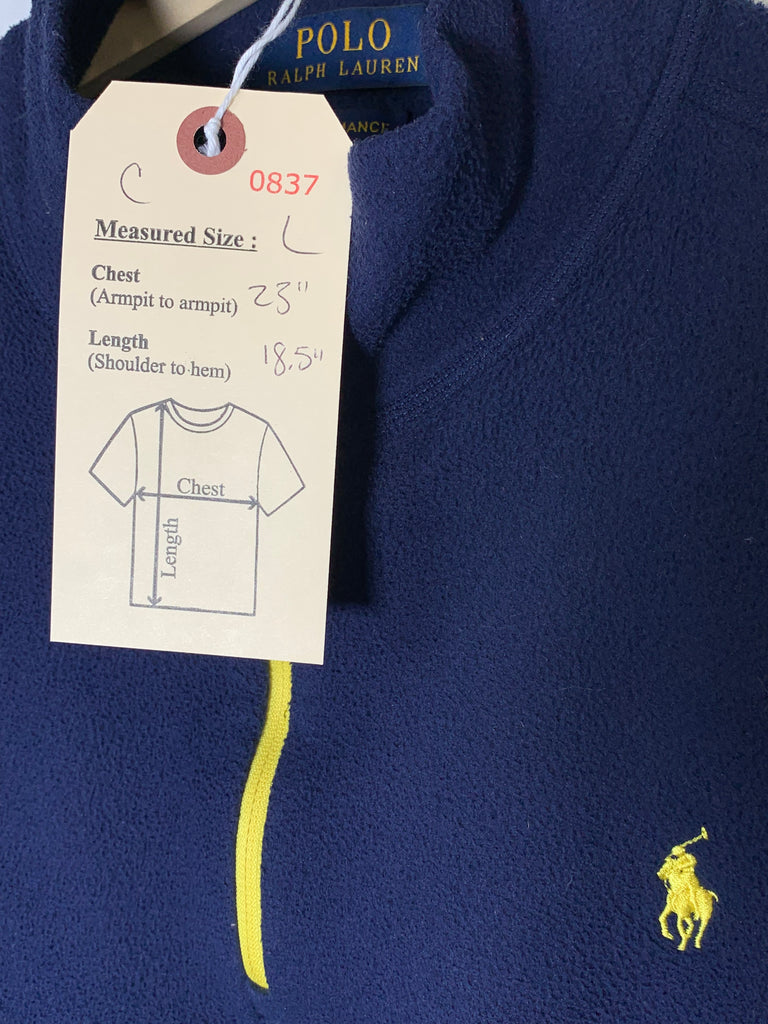 POLO
RALPH LAUREN
MANCE
C
0837
Measured Size : L
Chest
(Armpit to armpit) 23"
Length
(Shoulder to hem) 18.5"
Chest
Length